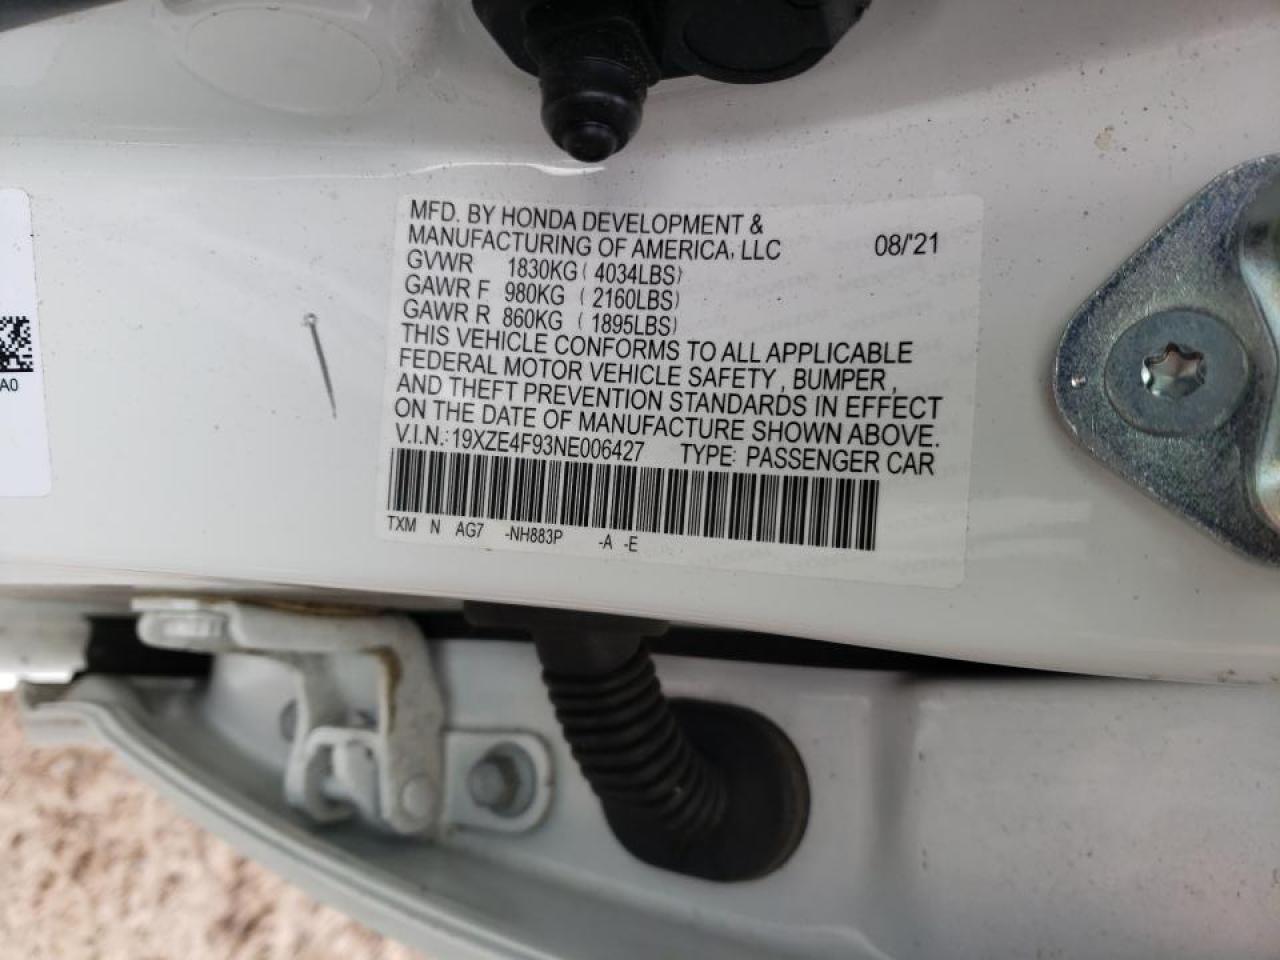 MFD. BY HONDA DEVELOPMENT &
MANUFACTURING OF AMERICA, LLC 08/'21
GVWR 1830KG ( 4034LBS)
GAWR F 980KG ( 2160LBS)
GAWR R 860KG ( 1895LBS)
THIS VEHICLE CONFORMS TO ALL APPLICABLE
FEDERAL MOTOR VEHICLE SAFETY , BUMPER ,
AND THEFT PREVENTION STANDARDS IN EFFECT
ON THE DATE OF MANUFACTURE SHOWN ABOVE.
V.I.N.: 19XZE4F93NE006427 TYPE: PASSENGER CAR
TXM N AG7 -NH883P -A -E
A0